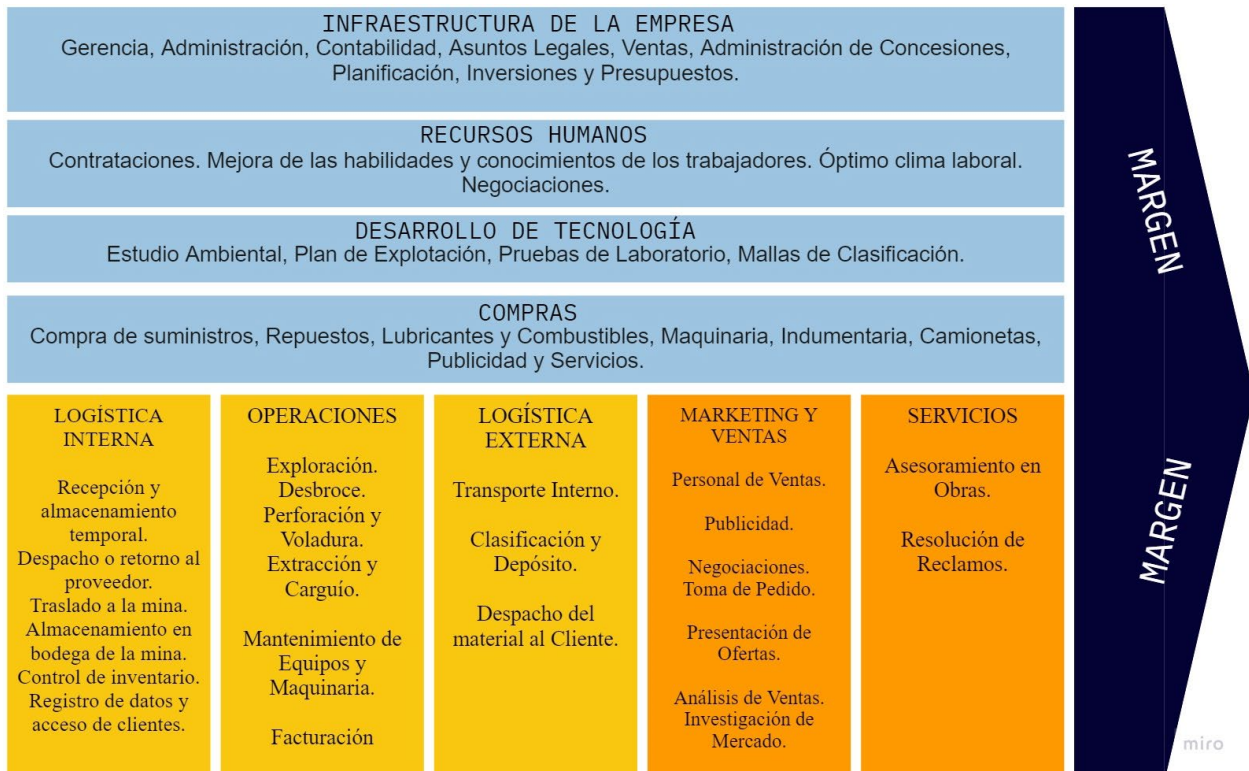 INFRAESTRUCTURA DE LA EMPRESA
Gerencia, Administración, Contabilidad, Asuntos Legales, Ventas, Administración de Concesiones,
Planificación, Inversiones y Presupuestos.
RECURSOS HUMANOS
Contrataciones. Mejora de las habilidades y conocimientos de los trabajadores. Óptimo clima laboral.
Negociaciones.
DESARROLLO DE TECNOLOGÍA
Estudio Ambiental, Plan de Explotación, Pruebas de Laboratorio, Mallas de Clasificación.
COMPRAS
Compra de suministros, Repuestos, Lubricantes y Combustibles, Maquinaria, Indumentaria, Camionetas,
Publicidad y Servicios.
LOGÍSTICA
INTERNA
Recepción y
almacenamiento
temporal.
Despacho o retorno al
proveedor.
Traslado a la mina.
Almacenamiento en
bodega de la mina.
Control de inventario.
Registro de datos y
acceso de clientes.
OPERACIONES
Exploración.
Desbroce.
Perforación y
Voladura.
Extracción y
Carguío.
Mantenimiento de
Equipos y
Maquinaria.
Facturación
LOGÍSTICA
EXTERNA
Transporte Interno.
Clasificación y
Depósito.
Despacho del
material al Cliente.
MARKETING Y
VENTAS
Personal de Ventas.
Publicidad.
Negociaciones.
Toma de Pedido.
Presentación de
Ofertas.
Análisis de Ventas.
Investigación de
Mercado.
SERVICIOS
Asesoramiento en
Obras.
Resolución de
Reclamos.
MARGEN
MARGEN
miro